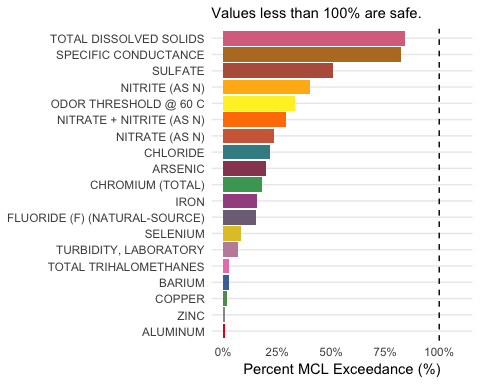 Values less than 100% are safe.
TOTAL DISSOLVED SOLIDS
SPECIFIC CONDUCTANCE
SULFATE
NITRITE (AS N)
ODOR THRESHOLD @ 60 C
NITRATE + NITRITE (AS N)
NITRATE (AS N)
CHLORIDE
ARSENIC
CHROMIUM (TOTAL)
IRON
FLUORIDE (F) (NATURAL-SOURCE)
SELENIUM
TURBIDITY, LABORATORY
TOTAL TRIHALOMETHANES
BARIUM
COPPER
ZINC
ALUMINUM
0% 25% 50% 75% 100%
Percent MCL Exceedance (%)